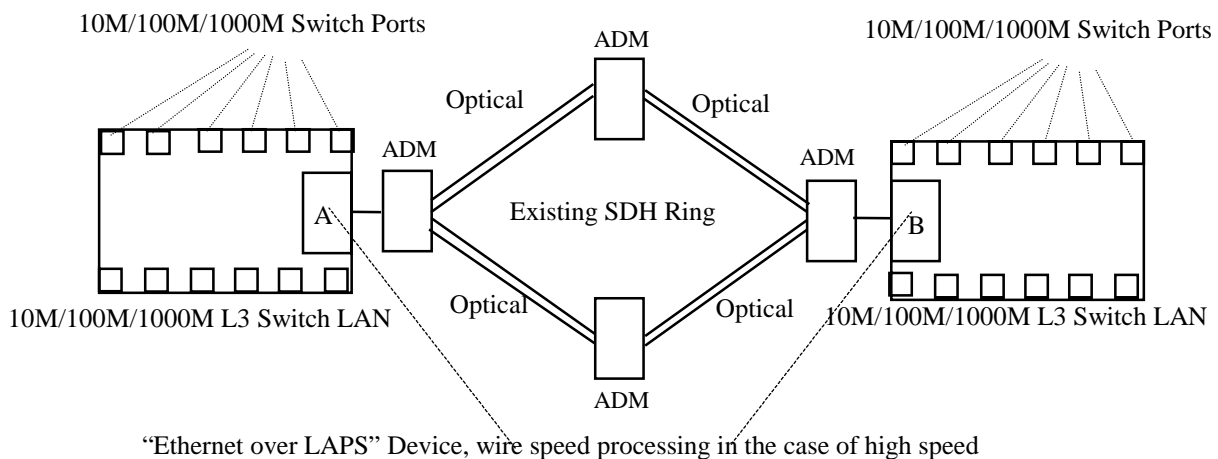 10M/100M/1000M Switch Ports
ADM
10M/100M/1000M Switch Ports
Optical
Optical
ADM
ADM
A
Existing SDH Ring
B
Optical
Optical
10M/100M/1000M L3 Switch LAN
10M/100M/1000M L3 Switch LAN
ADM
“Ethernet over LAPS” Device, wire speed processing in the case of high speed